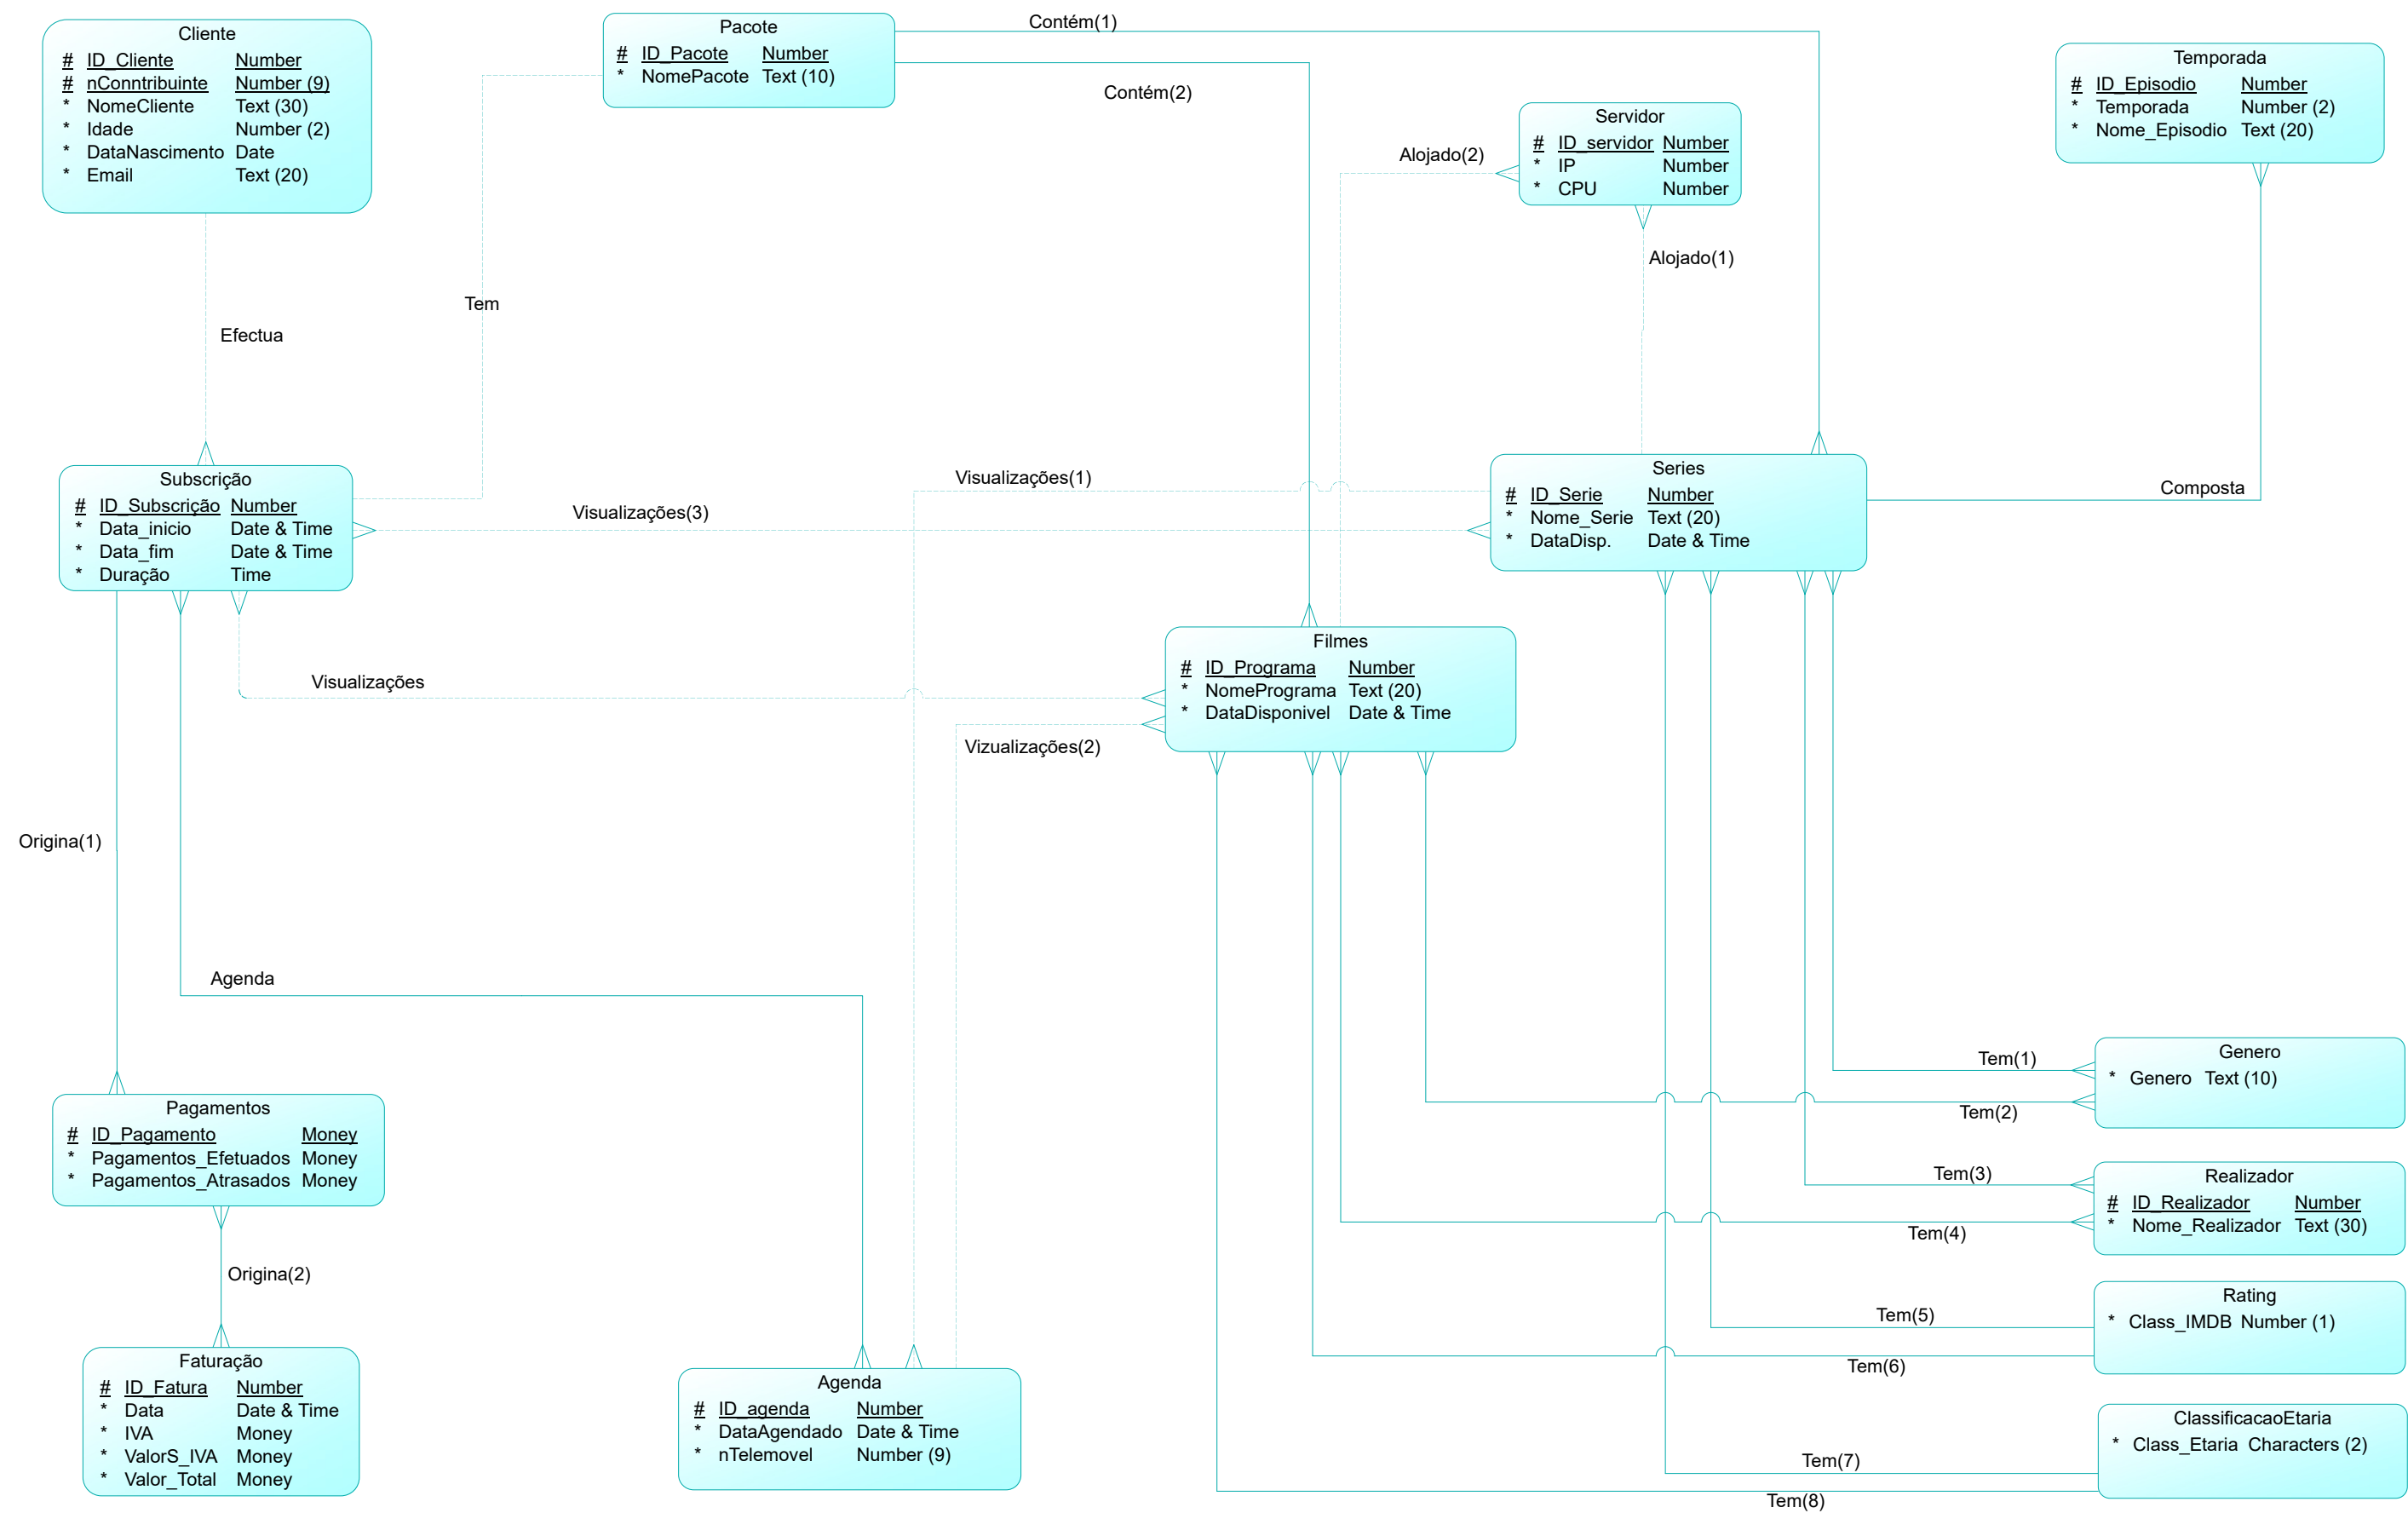 Cliente
# ID_Cliente Number
# nConntribuinte Number (9)
* NomeCliente Text (30)
* Idade Number (2)
* DataNascimento Date
* Email Text (20)
Pacote
# ID_Pacote Number
* NomePacote Text (10)
Contém(1)
Contém(2)
Servidor
# ID_servidor Number
* IP Number
* CPU Number
Temporada
# ID_Episodio Number
* Temporada Number (2)
* Nome_Episodio Text (20)
Alojado(2)
Alojado(1)
Tem
Efectua
Subscrição
# ID_Subscrição Number
* Data_inicio Date & Time
* Data_fim Date & Time
* Duração Time
Visualizações(1)
Visualizações(3)
Series
# ID_Serie Number
* Nome_Serie Text (20)
* DataDisp. Date & Time
Composta
Filmes
# ID_Programa Number
* NomePrograma Text (20)
* DataDisponivel Date & Time
Visualizações
Vizualizações(2)
Origina(1)
Agenda
Pagamentos
# ID_Pagamento Money
* Pagamentos_Efetuados Money
* Pagamentos_Atrasados Money
Origina(2)
Faturação
# ID_Fatura Number
* Data Date & Time
* IVA Money
* ValorS_IVA Money
* Valor_Total Money
Agenda
# ID_agenda Number
* DataAgendado Date & Time
* nTelemovel Number (9)
Tem(1)
Tem(2)
Genero
* Genero Text (10)
Tem(3)
Tem(4)
Realizador
# ID_Realizador Number
* Nome_Realizador Text (30)
Tem(5)
Tem(6)
Rating
* Class_IMDB Number (1)
Tem(7)
Tem(8)
ClassificacaoEtaria
* Class_Etaria Characters (2)